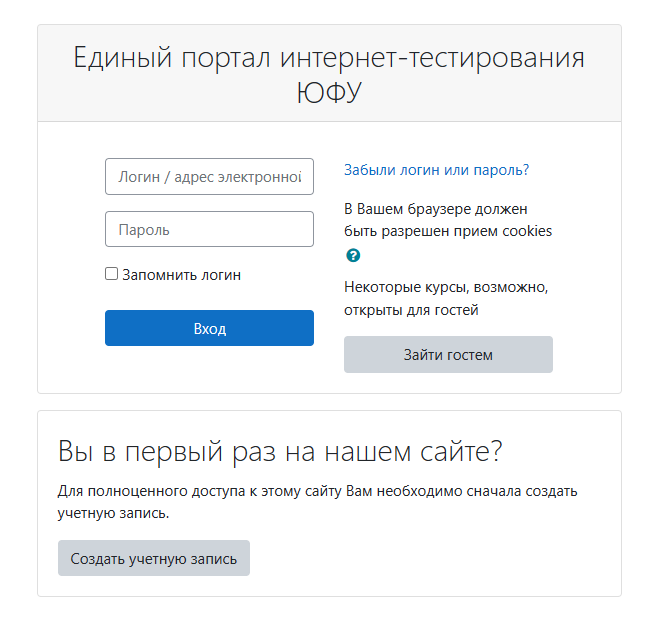 Единый портал интернет-тестирования
ЮФУ
Логин / адрес электронной
Пароль
Запомнить логин
Вход
Забыли логин или пароль?
В Вашем браузере должен
быть разрешен прием cookies
?
Некоторые курсы, возможно,
открыты для гостей
Зайти гостем
Вы в первый раз на нашем сайте?
Для полноценного доступа к этому сайту Вам необходимо сначала создать
учетную запись.
Создать учетную запись